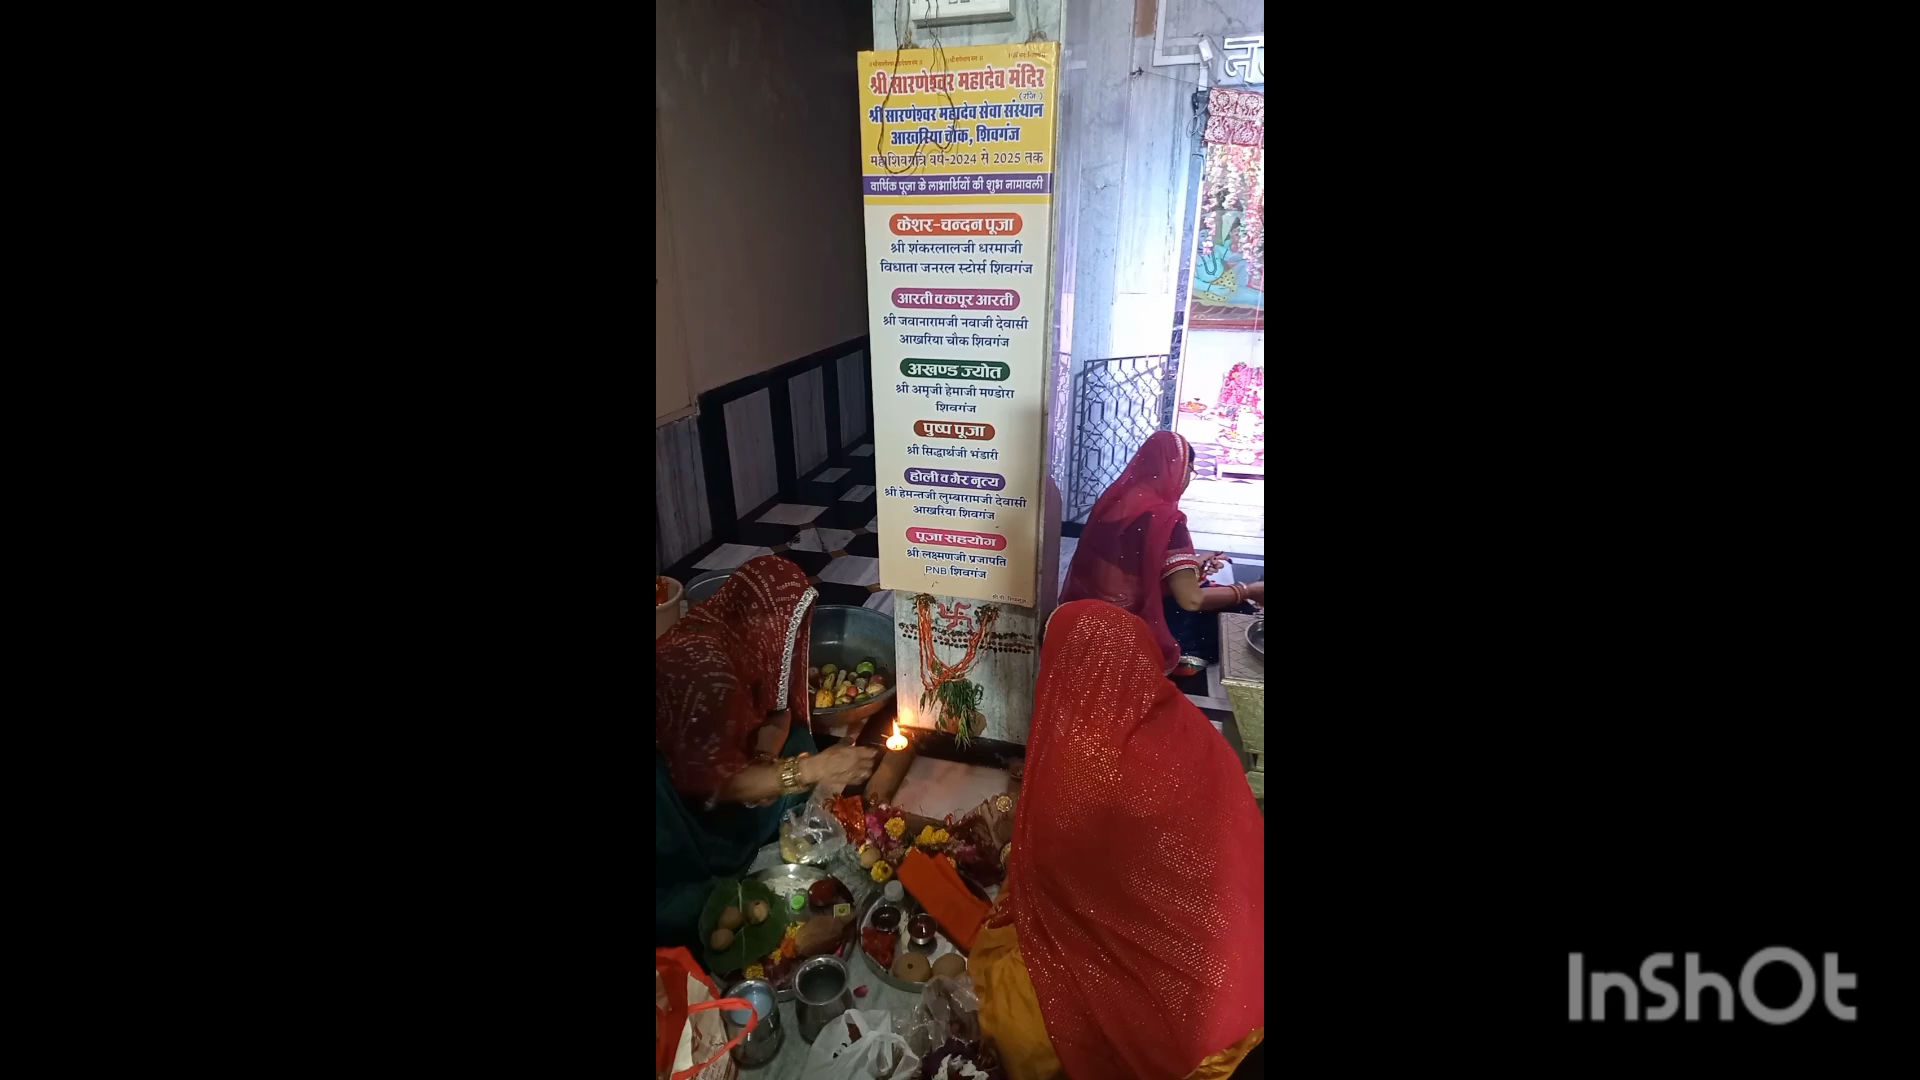 श्री सारणेश्वर महादेव मंदिर
(रजि.)
श्री सारणेश्वर महादेव सेवा संस्थान
आखरिया चौक, शिवगंज
महाशिवरात्रि वर्ष-2024 से 2025 तक
वार्षिक पूजा के लाभार्थियों की शुभ नामावली
केशर-चन्दन पूजा
श्री शंकरलालजी धरमाजी
विधाता जनरल स्टोर्स शिवगंज
आरती व कपूर आरती
श्री जवानारामजी नवाजी देवासी
आखरिया चौक शिवगंज
अखण्ड ज्योत
श्री अमृजी हेमाजी मण्डोरा
शिवगंज
पुष्प पूजा
श्री सिद्धार्थजी भंडारी
होली व गैर नृत्य
श्री हेमन्तजी लुम्बारामजी देवासी
आखरिया शिवगंज
पूजा सहयोग
श्री लक्ष्मणजी प्रजापति
PNB शिवगंज
InShOt